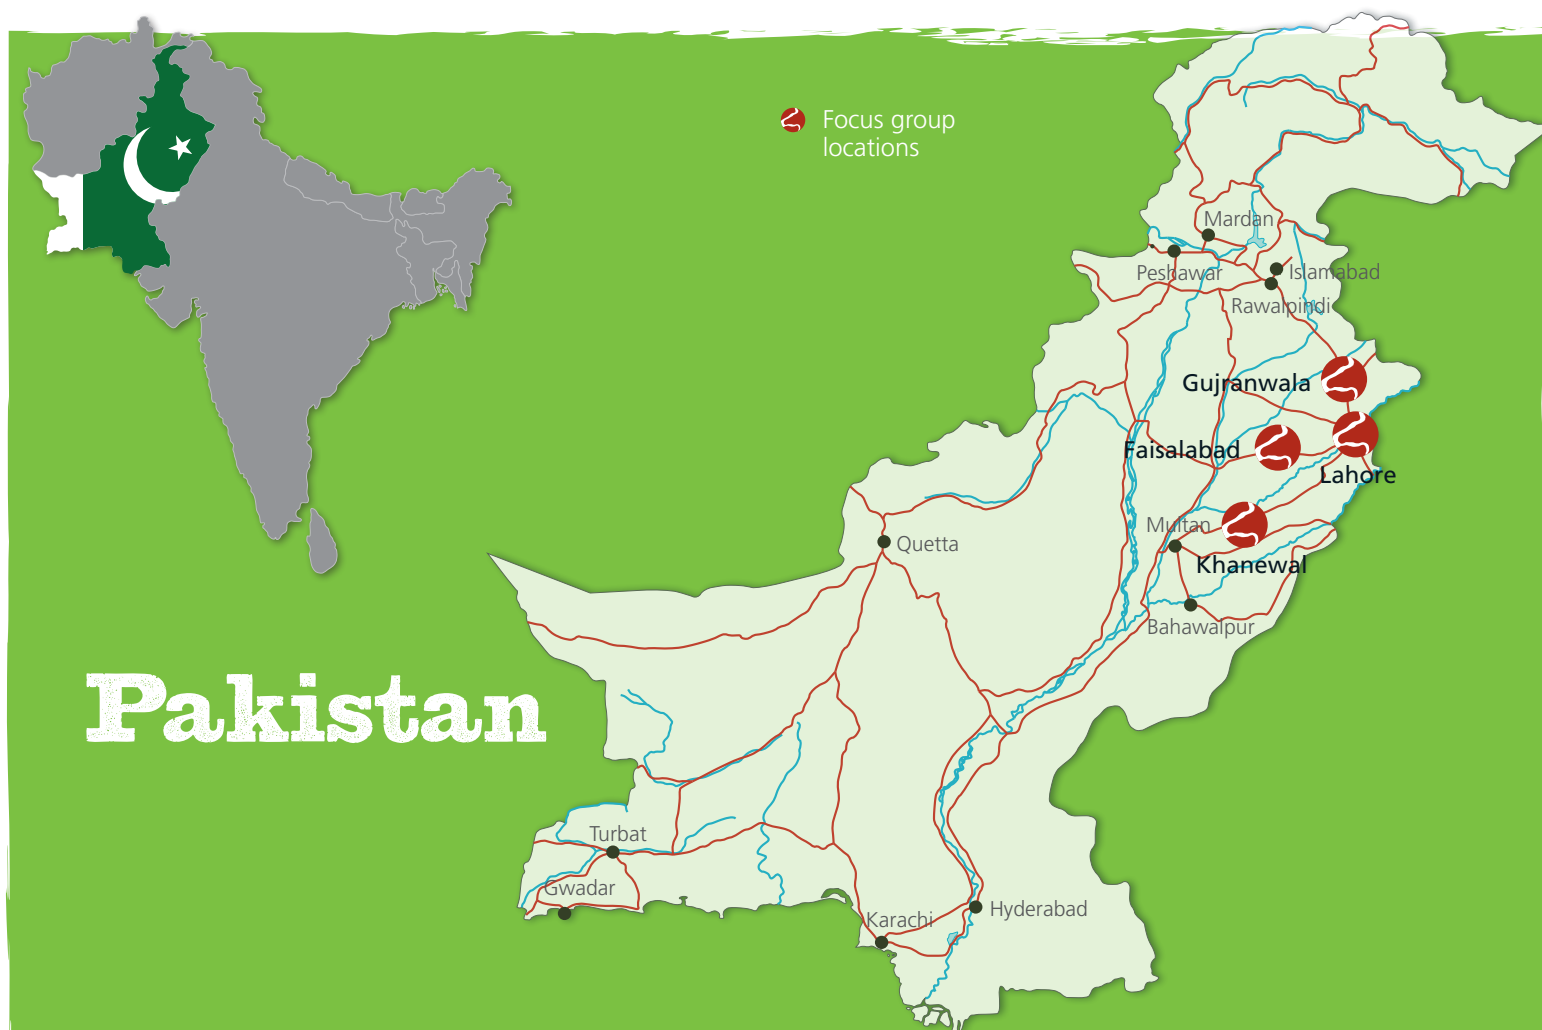 Focus group
locations
Mardan
Peshawar
Islamabad
Rawalpindi
Gujranwala
Faisalabad
Lahore
Multan
Quetta
Khanewal
Bahawalpur
Pakistan
Turbat
Gwadar
Karachi
Hyderabad